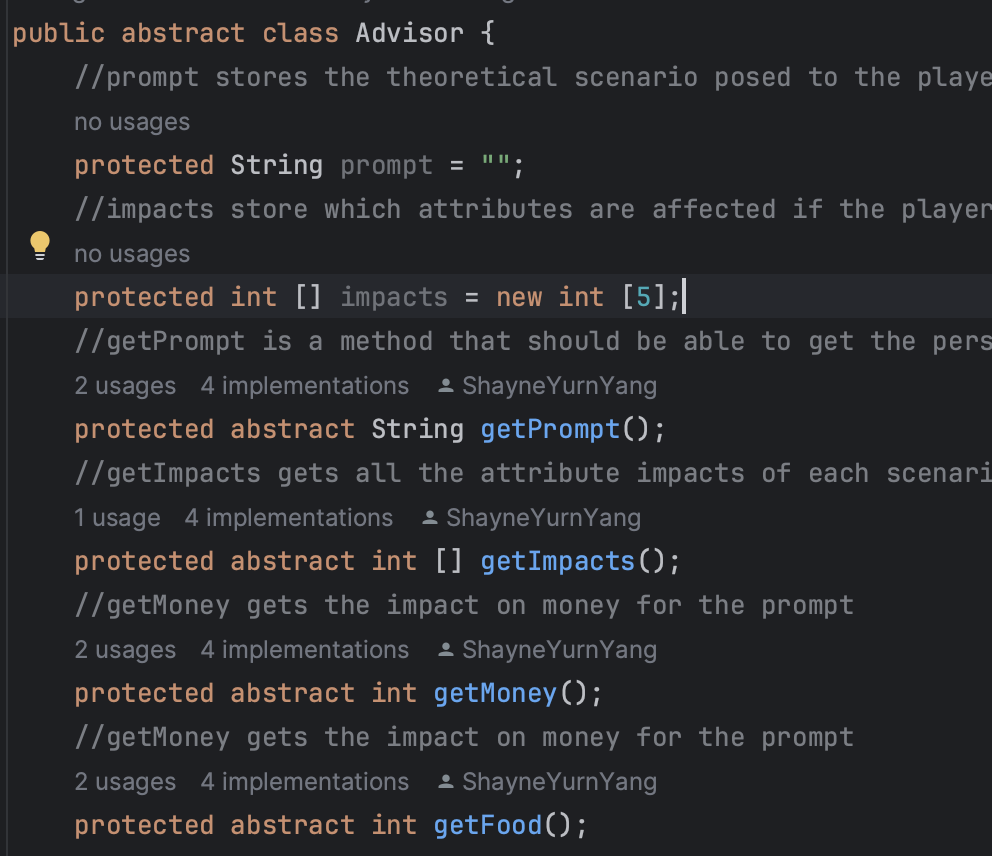 public abstract class Advisor {
//prompt stores the theoretical scenario posed to the
no usages
protected String prompt = "";
//impacts store which attributes are affected if the player
no usages
protected int [] impacts = new int [5];
//getPrompt is a method that should be able to get the
2 usages 4 implementations ShayneYurnYang
protected abstract String getPrompt();
//getImpacts gets all the attribute impacts of each
1 usage 4 implementations ShayneYurnYang
protected abstract int [] getImpacts();
//getMoney gets the impact on money for the prompt
2 usages 4 implementations ShayneYurnYang
protected abstract int getMoney();
//getMoney gets the impact on money for the prompt
2 usages 4 implementations ShayneYurnYang
protected abstract int getFood();